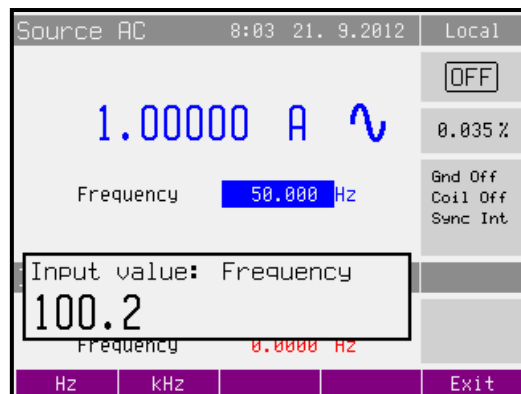 Source AC 8:03 21. 9.2012 Local
OFF
1.00000 A
0.035%
Frequency 50.000 Hz
Gnd Off
Coil Off
Sync Int
Input value: Frequency
100.2
Frequency 0.0000 Hz
Hz kHz Exit